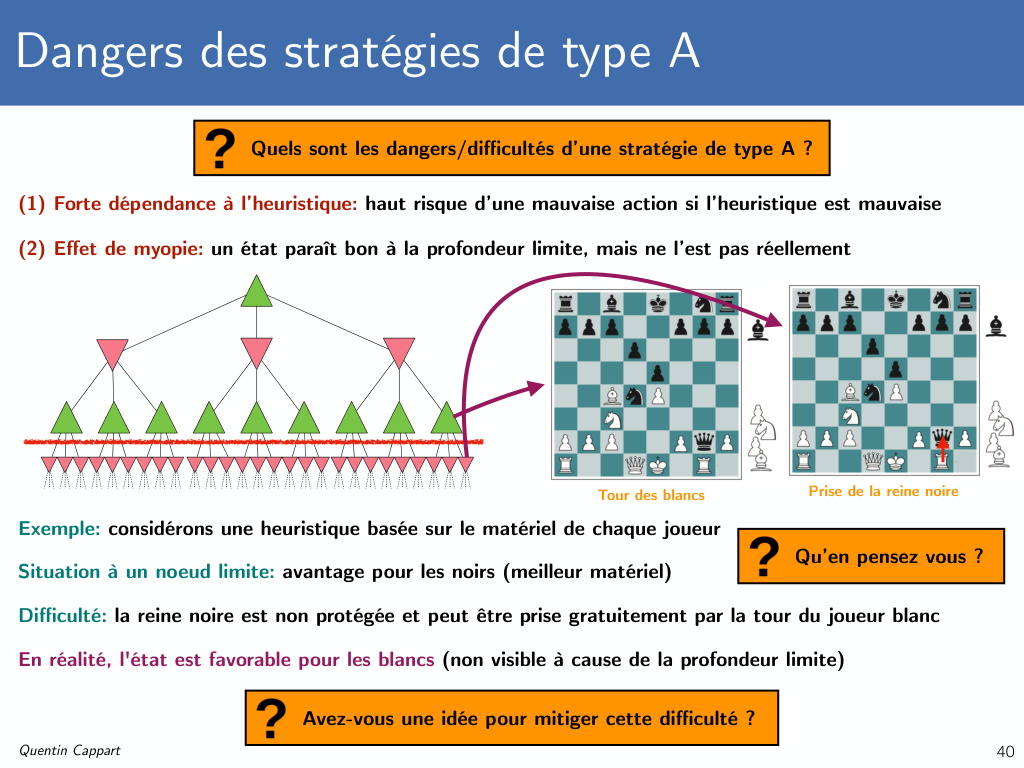 Dangers des stratégies de type A
? Quels sont les dangers/difficultés d'une stratégie de type A ?
(1) Forte dépendance à l'heuristique: haut risque d'une mauvaise action si l'heuristique est mauvaise
(2) Effet de myopie: un état paraît bon à la profondeur limite, mais ne l'est pas réellement
Tour des blancs
Prise de la reine noire
Exemple: considérons une heuristique basée sur le matériel de chaque joueur
? Qu'en pensez vous ?
Situation à un noeud limite: avantage pour les noirs (meilleur matériel)
Difficulté: la reine noire est non protégée et peut être prise gratuitement par la tour du joueur blanc
En réalité, l'état est favorable pour les blancs (non visible à cause de la profondeur limite)
? Avez-vous une idée pour mitiger cette difficulté ?
Quentin Cappart
40